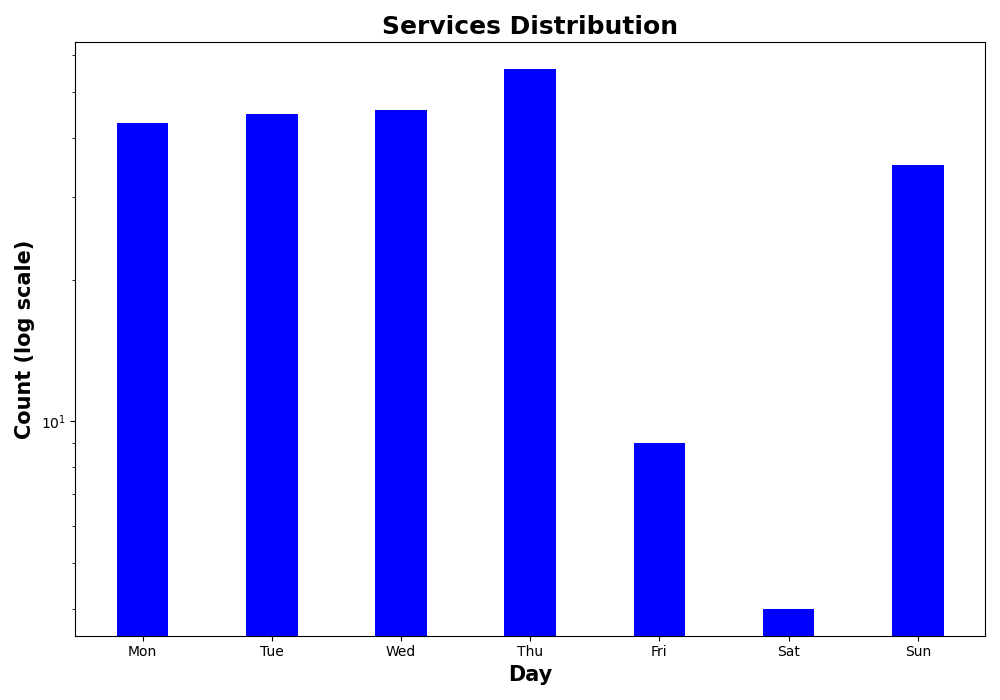 Services Distribution
Count (log scale)
10¹
Mon Tue Wed Thu Fri Sat Sun
Day